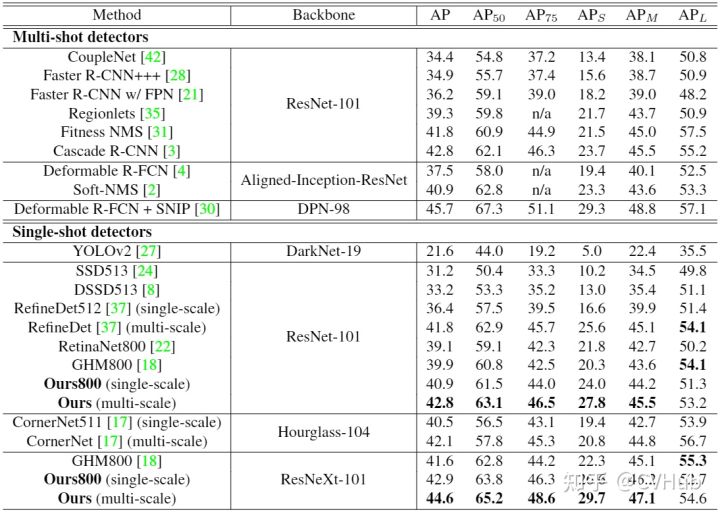 Method Backbone AP AP50 AP75 APS APM APL
Multi-shot detectors
CoupleNet [42] 34.4 54.8 37.2 13.4 38.1 50.8
Faster R-CNN+++ [28] 34.9 55.7 37.4 15.6 38.7 50.9
Faster R-CNN w/ FPN [21] 36.2 59.1 39.0 18.2 39.0 48.2
ResNet-101
Regionlets [35] 39.3 59.8 n/a 21.7 43.7 50.9
Fitness NMS [31] 41.8 60.9 44.9 21.5 45.0 57.5
Cascade R-CNN [3] 42.8 62.1 46.3 23.7 45.5 55.2
Deformable R-FCN [4] 37.5 58.0 n/a 19.4 40.1 52.5
Aligned-Inception-ResNet
Soft-NMS [2] 40.9 62.8 n/a 23.3 43.6 53.3
Deformable R-FCN + SNIP [30] DPN-98 45.7 67.3 51.1 29.3 48.8 57.1
Single-shot detectors
YOLOv2 [27] DarkNet-19 21.6 44.0 19.2 5.0 22.4 35.5
SSD513 [24] 31.2 50.4 33.3 10.2 34.5 49.8
DSSD513 [8] 33.2 53.3 35.2 13.0 35.4 51.1
RefineDet512 [37] (single-scale) 36.4 57.5 39.5 16.6 39.9 51.4
RefineDet [37] (multi-scale) 41.8 62.9 45.7 25.6 45.1 54.1
ResNet-101
RetinaNet800 [22] 39.1 59.1 42.3 21.8 42.7 50.2
GHM800 [18] 39.9 60.8 42.5 20.3 43.6 54.1
Ours800 (single-scale) 40.9 61.5 44.0 24.0 44.2 51.3
Ours (multi-scale) 42.8 63.1 46.5 27.8 45.5 53.2
CornerNet511 [17] (single-scale) 40.5 56.5 43.1 19.4 42.7 53.9
Hourglass-104
CornerNet [17] (multi-scale) 42.1 57.8 45.3 20.8 44.8 56.7
GHM800 [18] 41.6 62.8 44.2 22.3 45.1 55.3
Ours800 (single-scale) ResNeXt-101 42.9 63.8 46.3
Ours (multi-scale) 44.6 65.2 48.6 29.7 47.1 54.6
知乎 @CVHub